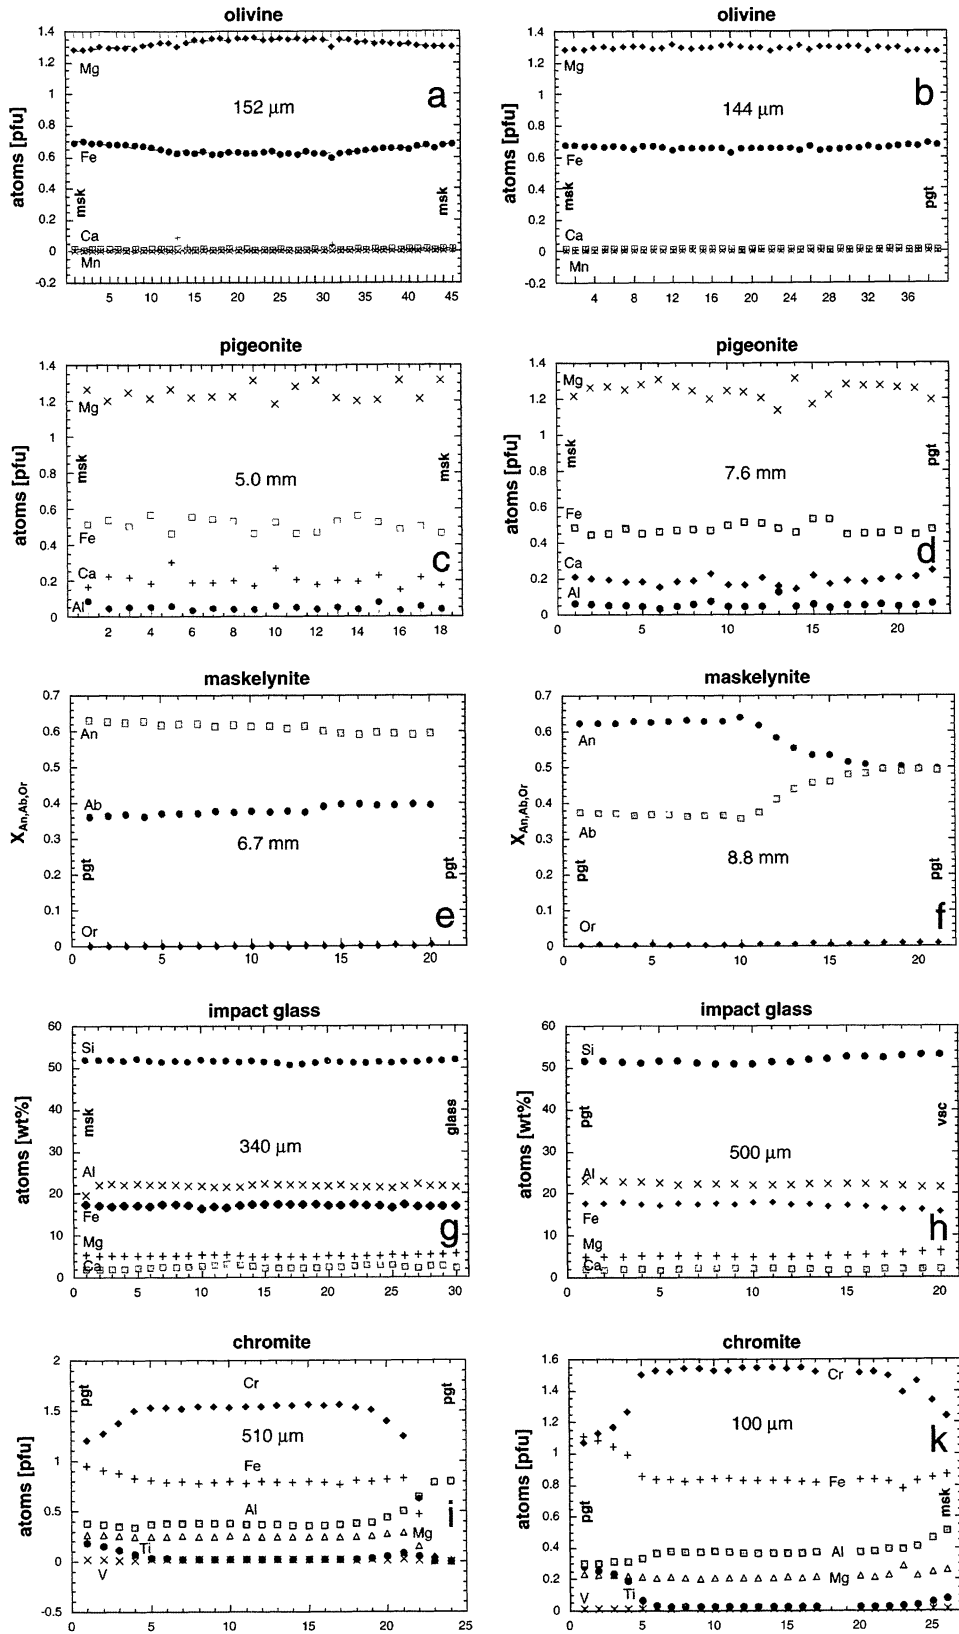 olivine
1.4
1.2
1
0.8
0.6
0.4
0.2
0
-0.2
atoms [pfu]
Mg
a
152 µm
Fe
msk
msk
Ca
Mn
5 10 15 20 25 30 35 40 45
olivine
1.4
1.2
1
0.8
0.6
0.4
0.2
0
-0.2
atoms [pfu]
Mg
b
144 µm
Fe
msk
pgt
Ca
Mn
4 8 12 16 20 24 28 32 36
pigeonite
1.4
1.2
1
0.8
0.6
0.4
0.2
0
atoms [pfu]
Mg
msk
msk
5.0 mm
Fe
c
Ca
Al
2 4 6 8 10 12 14 16 18
pigeonite
1.4
1.2
1
0.8
0.6
0.4
0.2
0
atoms [pfu]
Mg
msk
pgt
7.6 mm
Fe
d
Ca
Al
0 5 10 15 20
maskelynite
0.7
0.6
0.5
0.4
0.3
0.2
0.1
0
XAn,Ab,Or
An
Ab
6.7 mm
pgt
pgt
e
Or
0 5 10 15 20
maskelynite
0.7
0.6
0.5
0.4
0.3
0.2
0.1
0
XAn,Ab,Or
An
Ab
8.8 mm
pgt
pgt
f
Or
0 5 10 15 20
impact glass
60
50
40
30
20
10
0
atoms [wt%]
Si
msk
glass
340 µm
Al
Fe
g
Mg
Ca
0 5 10 15 20 25 30
impact glass
60
50
40
30
20
10
0
atoms [wt%]
Si
pgt
vsc
500 µm
Al
Fe
h
Mg
Ca
0 5 10 15 20
chromite
2
1.5
1
0.5
0
-0.5
atoms [pfu]
pgt
Cr
pgt
510 µm
Fe
Al
i
Mg
Ti
V
0 5 10 15 20 25
chromite
1.6
1.4
1.2
1
0.8
0.6
0.4
0.2
0
atoms [pfu]
Cr
100 µm
k
Fe
pgt
msk
Al
Mg
Ti
V
0 5 10 15 20 25